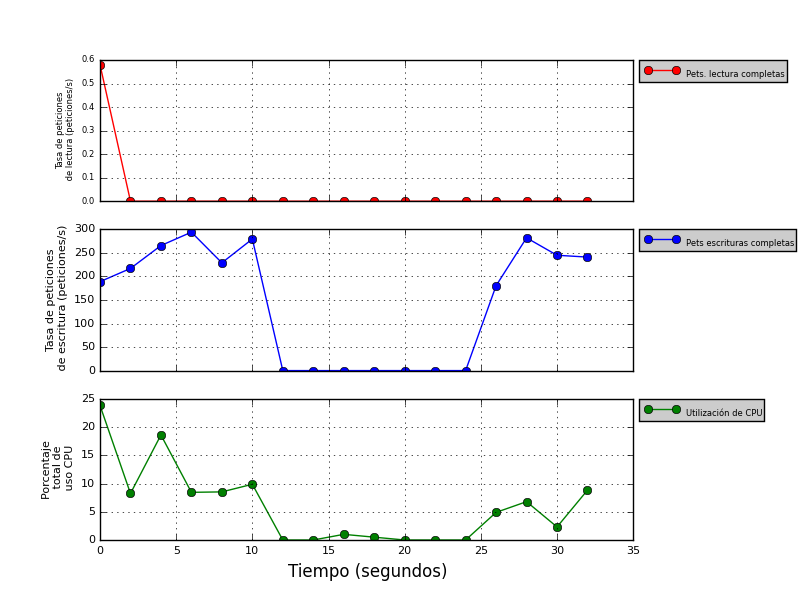 0.6
0.5
0.4
0.3
0.2
0.1
0.0
Tasa de peticiones
de lectura (peticiones/s)
Pets. lectura completas
300
250
200
150
100
50
0
Tasa de peticiones
de escritura (peticiones/s)
Pets escrituras completas
25
20
15
10
5
0
Porcentaje
total de
uso CPU
Utilización de CPU
0 5 10 15 20 25 30 35
Tiempo (segundos)